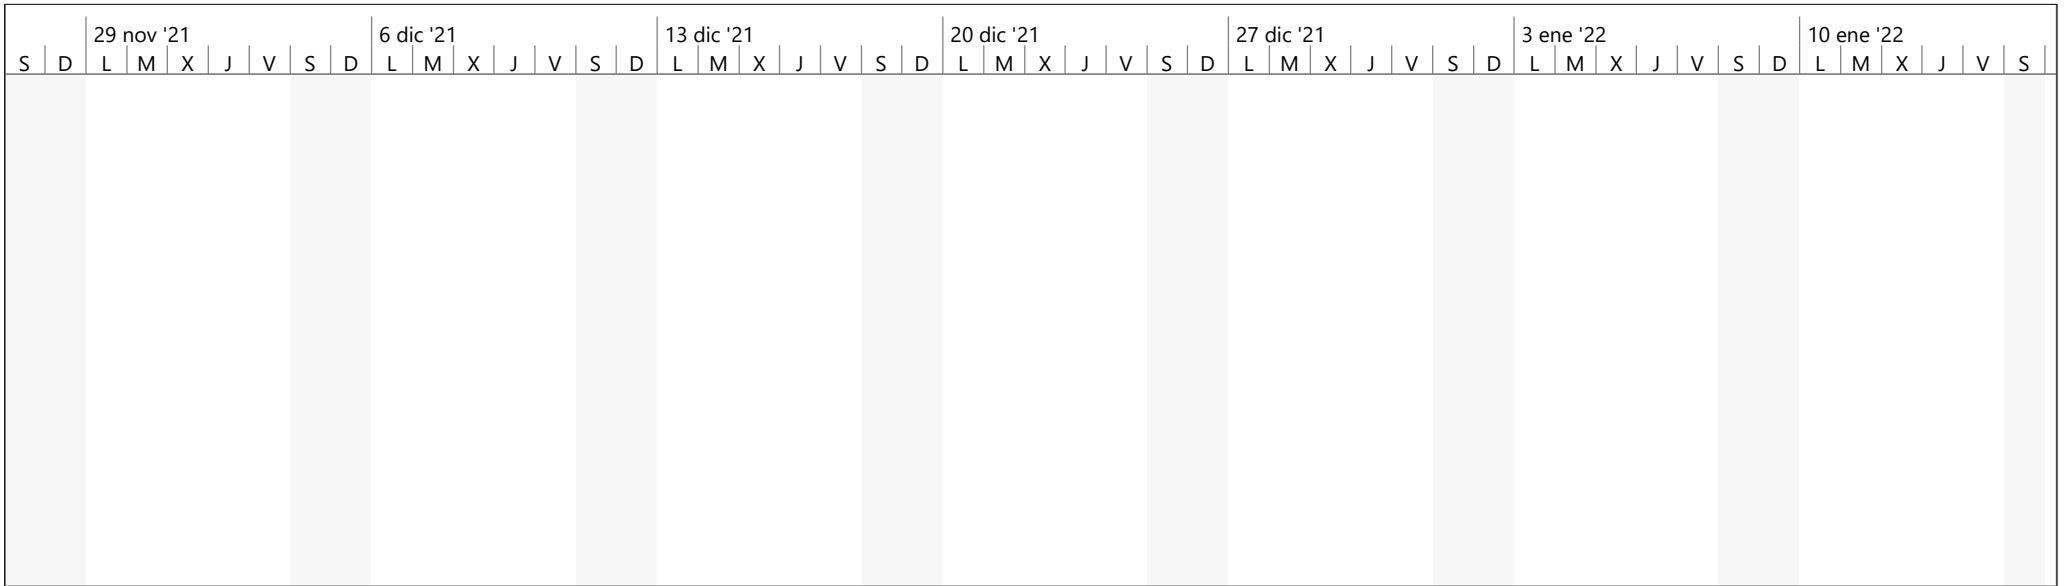 29 nov '21 6 dic '21 13 dic '21 20 dic '21 27 dic '21 3 ene '22 10 ene '22
S D L M X J V S D L M X J V S D L M X J V S D L M X J V S D L M X J V S D L M X J V S D L M X J V S